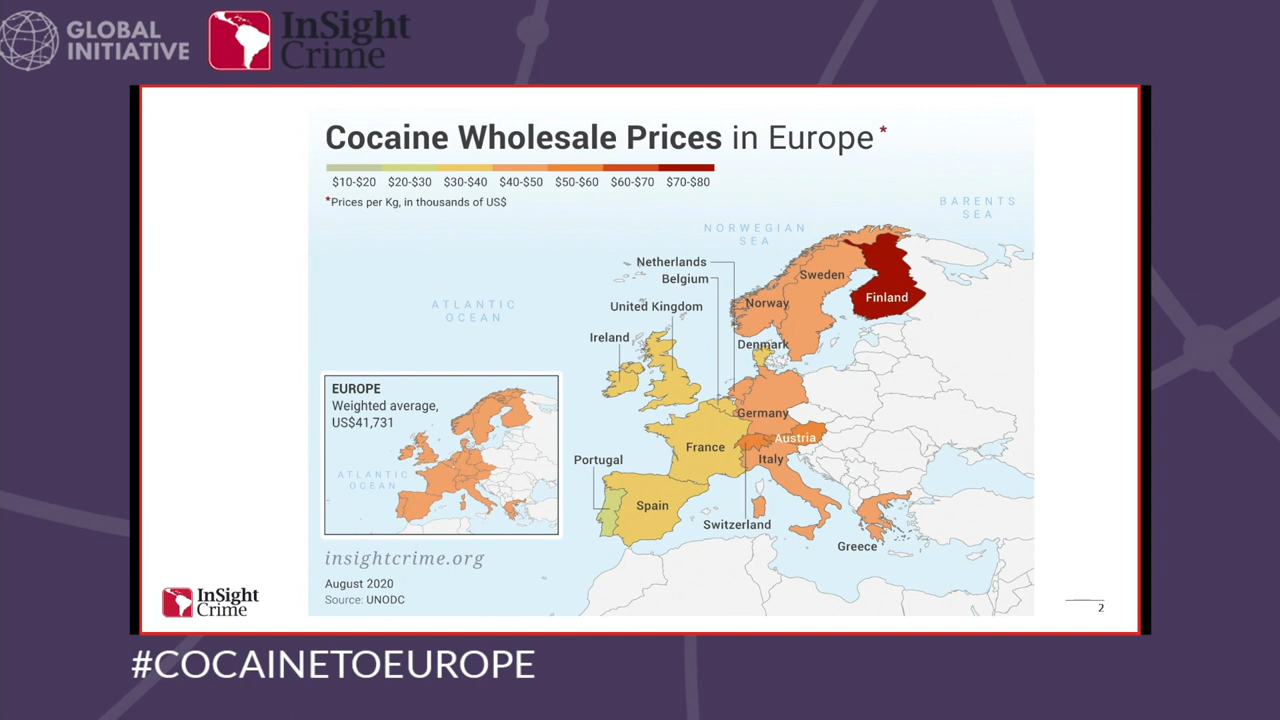 GLOBAL
INITIATIVE
InSight
Crime
Cocaine Wholesale Prices in Europe*
$10-$20 $20-$30 $30-$40 $40-$50 $50-$60 $60-$70 $70-$80
*Prices per Kg, in thousands of US$
BARENTS
SEA
NORWEGIAN
SEA
Netherlands
Belgium
Sweden
Finland
ATLANTIC
OCEAN
United Kingdom
Norway
Ireland
Denmark
EUROPE
Weighted average,
US$41,731
ATLANTIC
OCEAN
Germany
Austria
France
Italy
Portugal
Spain
Switzerland
Greece
insightcrime.org
August 2020
Source: UNODC
InSight
Crime
2
#COCAINETOEUROPE